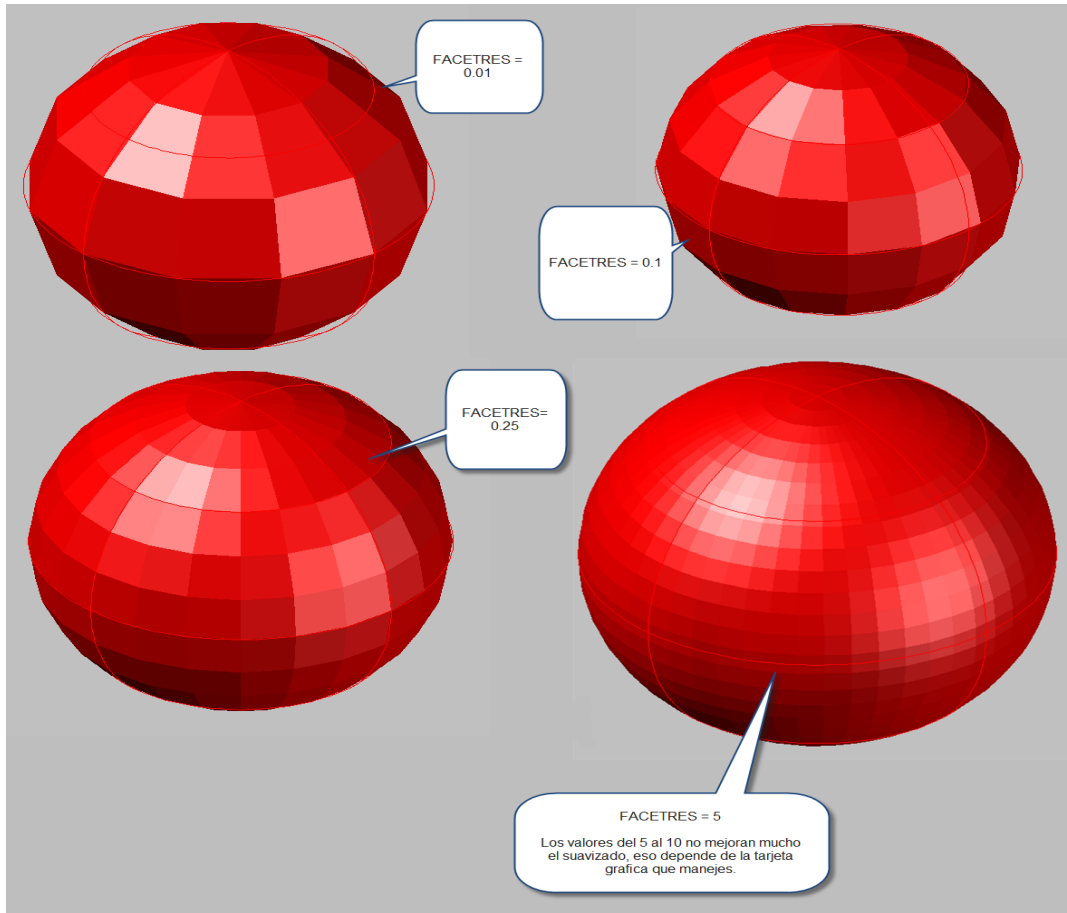 FACETRES =
0.01
FACETRES = 0.1
FACETRES=
0.25
FACETRES = 5
Los valores del 5 al 10 no mejoran mucho
el suavizado, eso depende de la tarjeta
grafica que manejes.